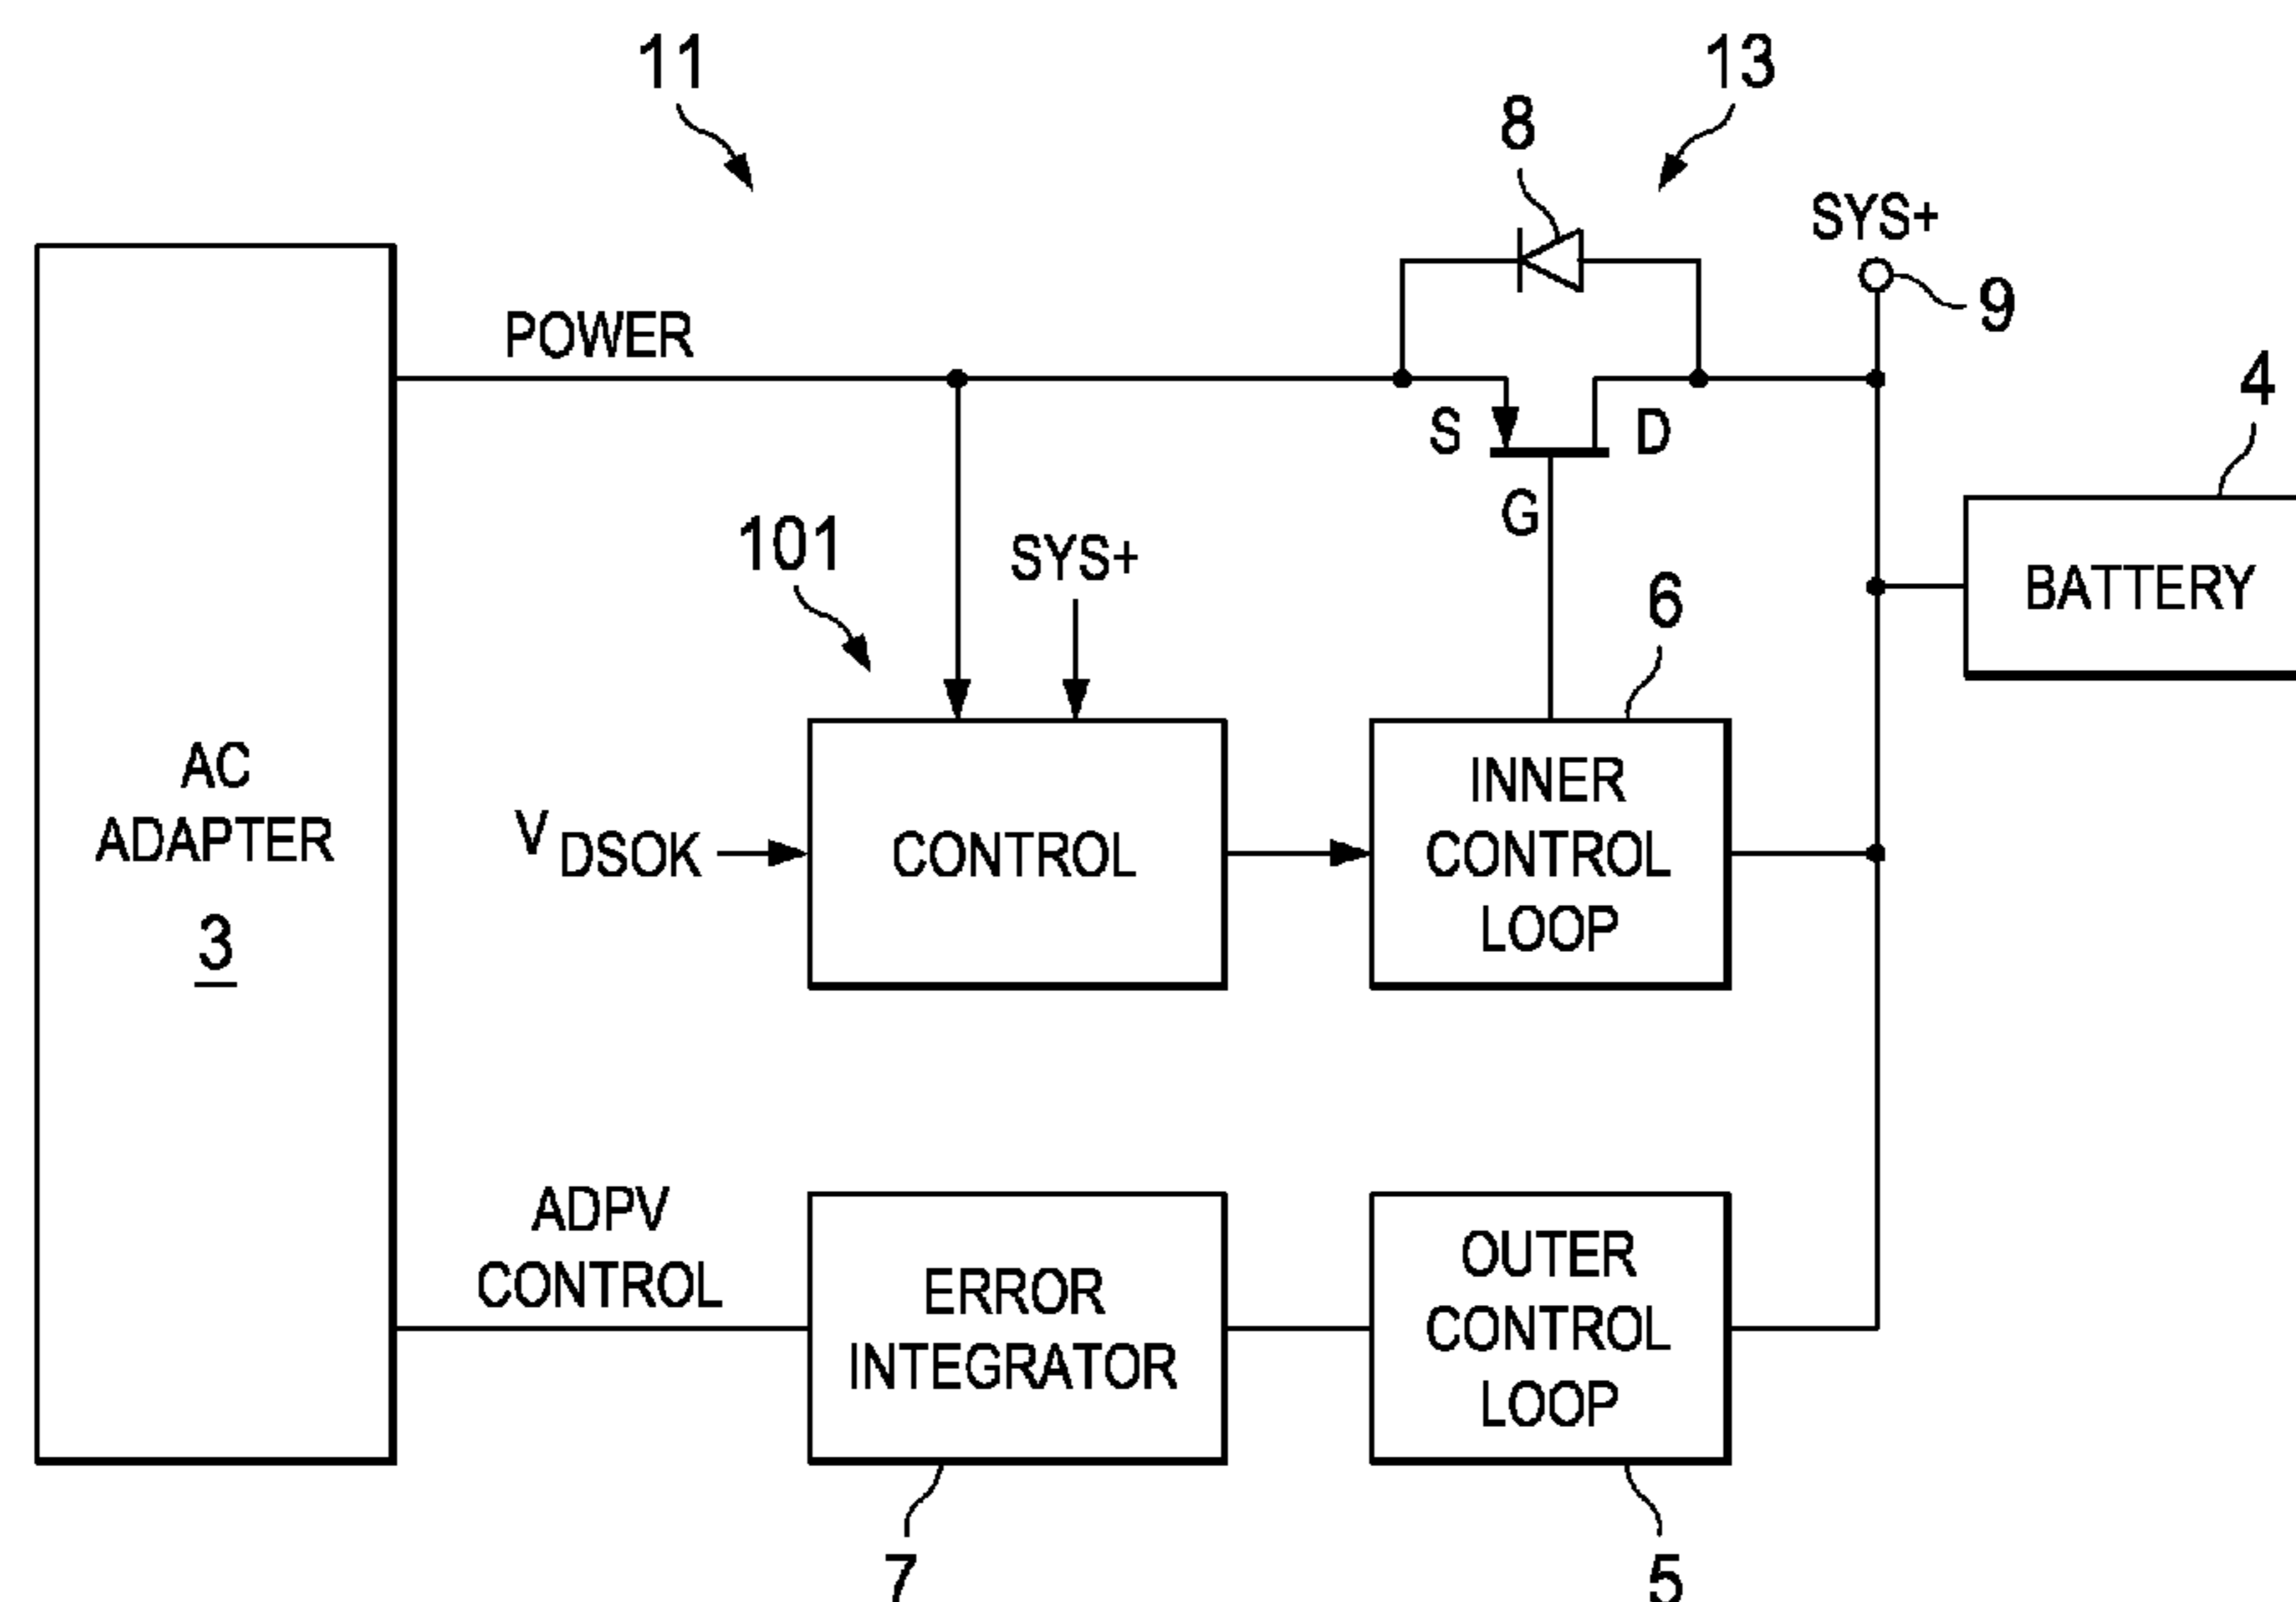 11
13
8
SYS+
9
POWER
4
S
D
G
101
SYS+
6
BATTERY
AC
ADAPTER
3
V DSOK
CONTROL
INNER
CONTROL
LOOP
ADPV
CONTROL
ERROR
INTEGRATOR
OUTER
CONTROL
LOOP
7
5